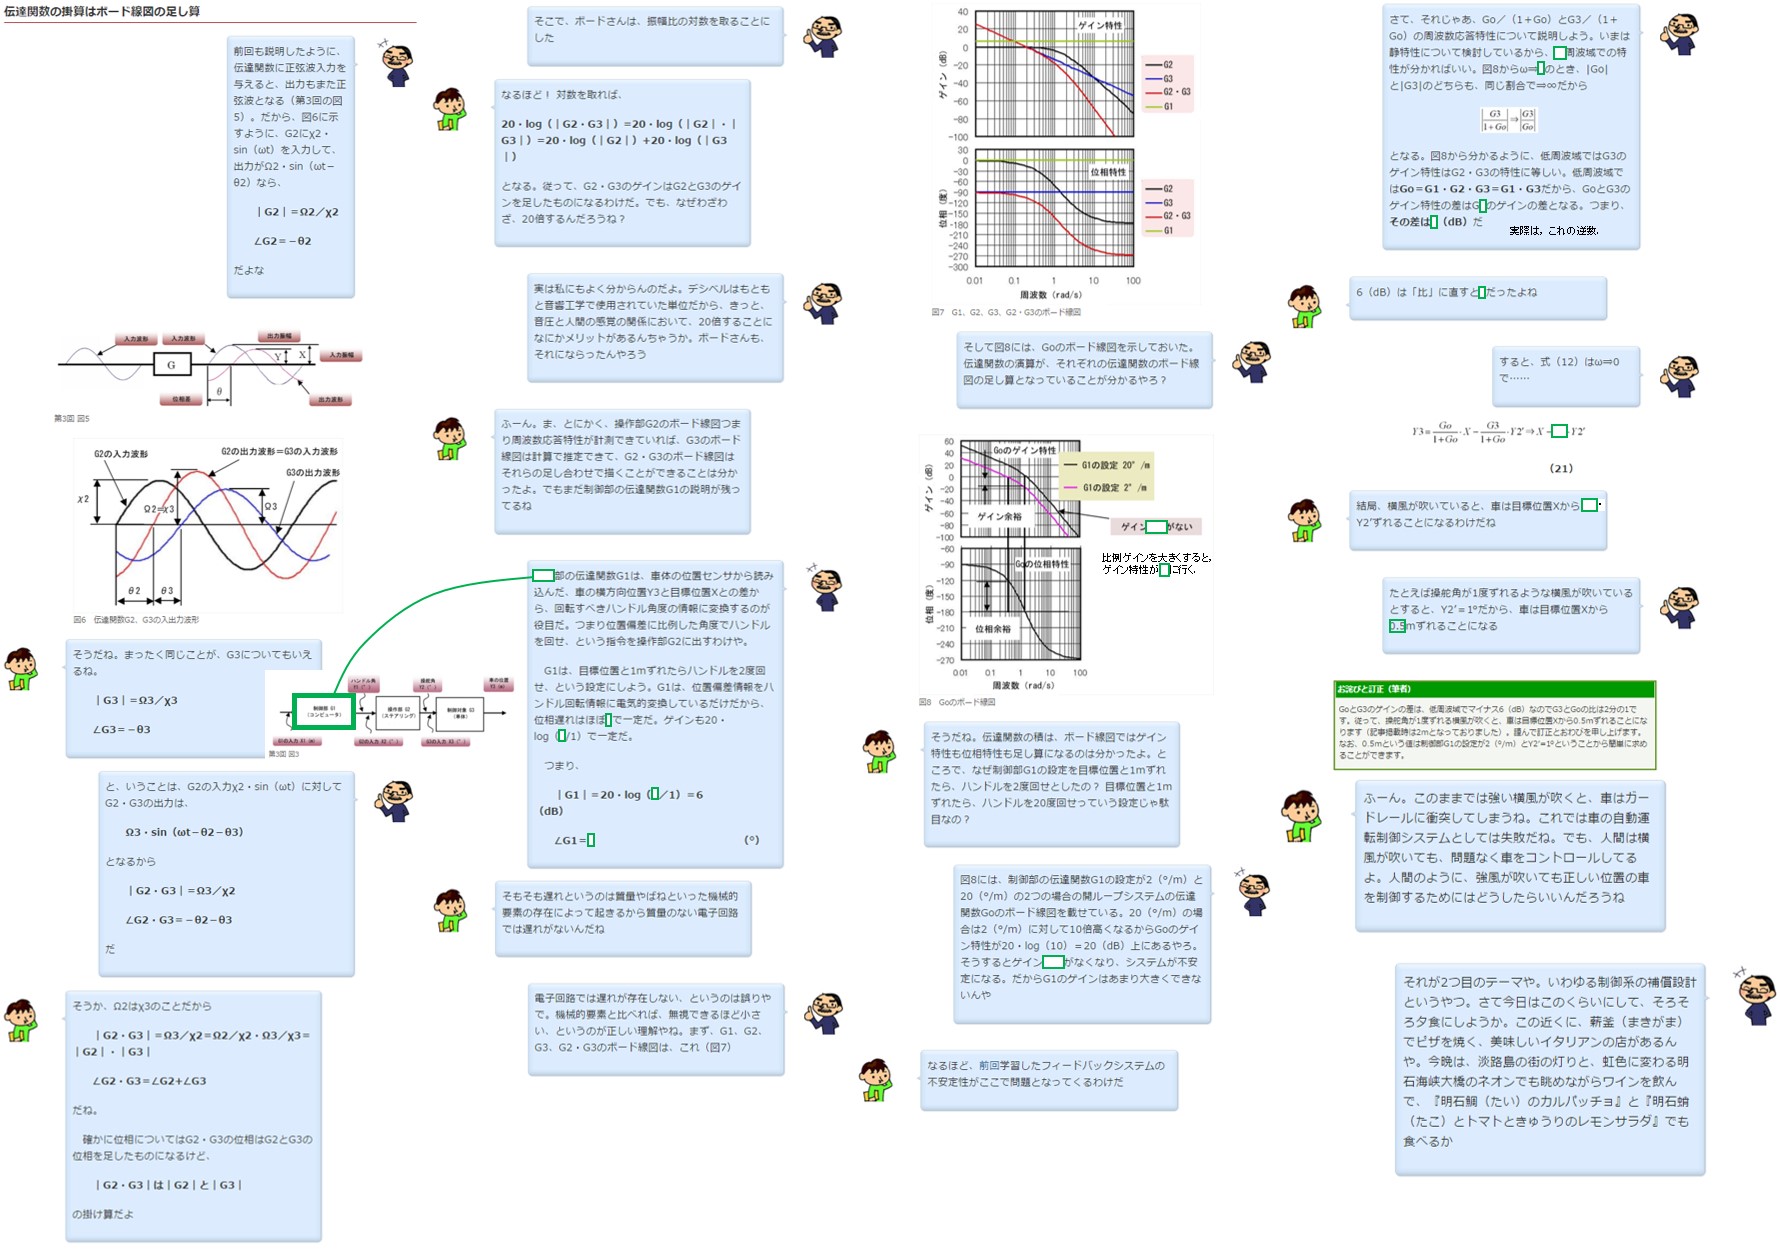 伝達関数の掛算はボード線図の足し算
前回も説明したように、
伝達関数に正弦波入力を
与えると、出力もまた正
弦波となる（第3回の図
5）。だから、図6に示
すように、G2にχ2・
sin（ωt）を入力して、
出力がΩ2・sin（ωt−
θ2）なら、
｜G2｜＝Ω2／χ2
∠G2＝−θ2
だよな
入力波形
入力波形
出力振幅
Y
X
入力振幅
G
θ
位相差
出力波形
第3回 図5
G2の入力波形
G2の出力波形＝G3の入力波形
G3の出力波形
χ2
Ω2=χ3
Ω3
θ2
θ3
図6　伝達関数G2、G3の入出力波形
そうだね。まったく同じことが、G3についてもいえ
るね。
｜G3｜＝Ω3／χ3
∠G3＝−θ3
ハンドル角
操舵角
車の位置
制御部 G1
（コンピュータ）
操作部 G2
（ステアリング）
制御対象 G3
（車体）
第3回 図3
と、いうことは、G2の入力χ2・sin（ωt）に対して
G2・G3の出力は、
Ω3・sin（ωt−θ2−θ3）
となるから
｜G2・G3｜＝Ω3／χ2
∠G2・G3＝−θ2−θ3
だ
そうか、Ω2はχ3のことだから
｜G2・G3｜＝Ω3／χ2＝Ω2／χ2・Ω3／χ3＝
｜G2｜・｜G3｜
∠G2・G3＝∠G2+∠G3
だね。
確かに位相についてはG2・G3の位相はG2とG3の
位相を足したものになるけど、
｜G2・G3｜は｜G2｜と｜G3｜
の掛け算だよ
そこで、ボードさんは、振幅比の対数を取ることに
した
なるほど！ 対数を取れば、
20・log（｜G2・G3｜）＝20・log（｜G2｜・｜
G3｜）＝20・log（｜G2｜）+20・log（｜G3
｜）
となる。従って、G2・G3のゲインはG2とG3のゲイ
ンを足したものになるわけだ。でも、なぜわざわ
ざ、20倍するんだろうね？
実は私にもよく分からんのだよ。デシベルはもとも
と音響工学で使用されていた単位だから、きっと、
音圧と人間の感覚の関係において、20倍することに
なにかメリットがあるんちゃうか。ボードさんも、
それにならったんやろう
ふーん。ま、とにかく、操作部G2のボード線図つま
り周波数応答特性が計測できていれば、G3のボード
線図は計算で推定できて、G2・G3のボード線図は
それらの足し合わせで描くことができることは分か
ったよ。でもまだ制御部の伝達関数G1の説明が残っ
てるね
部の伝達関数G1は、車体の位置センサから読み
込んだ、車の横方向位置Y3と目標位置Xとの差か
ら、回転すべきハンドル角度の情報に変換するのが
役目だ。つまり位置偏差に比例した角度でハンドル
を回せ、という指令を操作部G2に出すわけや。
G1は、目標位置と1mずれたらハンドルを2度回
せ、という設定にしよう。G1は、位置偏差情報をハ
ンドル回転情報に電気的変換しているだけだから、
位相遅れはほぼ で一定だ。ゲインも20・
log（ /1）で一定だ。
つまり、
｜G1｜＝20・log（ ／1）＝6
（dB）
∠G1＝ （°）
そもそも遅れというのは質量やばねといった機械的
要素の存在によって起きるから質量のない電子回路
では遅れがないんだね
電子回路では遅れが存在しない、というのは誤りや
で。機械的要素と比べれば、無視できるほど小さ
い、というのが正しい理解やね。まず、G1、G2、
G3、G2・G3のボード線図は、これ（図7）
ゲイン特性
ゲイン（dB）
40
20
0
−20
−40
−60
−80
−100
G2
G3
G2・G3
G1
位相特性
位相（度）
30
0
−30
−60
−90
−120
−150
−180
−210
−240
−270
−300
G2
G3
G2・G3
G1
0.01 0.1 1 10 100
周波数（rad/s）
図7　G1、G2、G3、G2・G3のボード線図
そして図8には、Goのボード線図を示しておいた。
伝達関数の演算が、それぞれの伝達関数のボード線
図の足し算となっていることが分かるやろ？
Goのゲイン特性
ゲイン（dB）
60
40
20
0
−20
−40
−60
−80
−100
G1の設定 20°/m
G1の設定 2°/m
ゲイン余裕
ゲイン がない
比例ゲインを大きくすると、
ゲイン特性が ゴ行く．
Goの位相特性
位相（度）
−60
−90
−120
−150
−180
−210
−240
−270
位相余裕
0.01 0.1 1 10 100
周波数（rad/s）
図8　Goのボード線図
そうだね。伝達関数の積は、ボード線図ではゲイン
特性も位相特性も足し算になるのは分かったよ。と
ころで、なぜ制御部G1の設定を目標位置と1mずれ
たら、ハンドルを2度回せとしたの？ 目標位置と1m
ずれたら、ハンドルを20度回せっていう設定じゃ駄
目なの？
図8には、制御部の伝達関数G1の設定が2（°/m）と
20（°/m）の2つの場合の開ループシステムの伝達
関数Goのボード線図を載せている。20（°/m）の場
合は2（°/m）に対して10倍高くなるからGoのゲイ
ン特性が20・log（10）＝20（dB）上にあるやろ。
そうするとゲイン がなくなり、システムが不安
定になる。だからG1のゲインはあまり大きくできな
いんや
なるほど、前回学習したフィードバックシステムの
不安定性がここで問題となってくるわけだ
さて、それじゃあ、Go／（1+Go）とG3／（1+
Go）の周波数応答特性について説明しよう。いまは
静特性について検討しているから、 周波域での特
性が分かればいい。図8からω⇒ のとき、|Go|
と|G3|のどちらも、同じ割合で⇒∞だから
|G3/1+Go|⇒|G3/Go|
となる。図8から分かるように、低周波域ではG3の
ゲイン特性はG2・G3の特性に等しい。低周波域で
はGo＝G1・G2・G3＝G1・G3だから、GoとG3の
ゲイン特性の差はG のゲインの差となる。つまり、
その差は （dB）だ
実際は，これの逆数．
6（dB）は「比」に直すと だったよね
すると、式（12）はω⇒0
で……
Y3=Go/1+Go・X−G3/1+Go・Y2′⇒X− Y2′
（21）
結局、横風が吹いていると、車は目標位置Xから ・
Y2′ずれることになるわけだね
たとえば操舵角が1度ずれるような横風が吹いている
とすると、Y2′＝1°だから、車は目標位置Xから
0.5mずれることになる
お詫びと訂正（筆者）
GoとG3のゲインの差は、低周波域でマイナス6（dB）なのでG3とGoの比は2分の1で
す。従って、操舵角が1度ずれる横風が吹くと、車は目標位置Xから0.5mずれることにな
ります（記事掲載時は2mとなっておりました）。謹んで訂正とおわびを申し上げます。
なお、0.5mという値は制御部G1の設定が2（°/m）とY2′=1°ということから簡単に求め
ることができます。
ふーん。このままでは強い横風が吹くと、車はガー
ドレールに衝突してしまうね。これでは車の自動運
転制御システムとしては失敗だね。でも、人間は横
風が吹いても、問題なく車をコントロールしてる
よ。人間のように、強風が吹いても正しい位置の車
を制御するためにはどうしたらいいんだろうね
それが2つ目のテーマや。いわゆる制御系の補償設計
というやつ。さて今日はこのくらいにして、そろそ
ろ夕食にしようか。この近くに、薪釜（まきがま）
でピザを焼く、美味しいイタリアンの店があるん
や。今晩は、淡路島の街の灯りと、虹色に変わる明
石海峡大橋のネオンでも眺めながらワインを飲ん
で、『明石鯛（たい）のカルパッチョ』と『明石蛸
（たこ）とトマトときゅうりのレモンサラダ』でも
食べるか